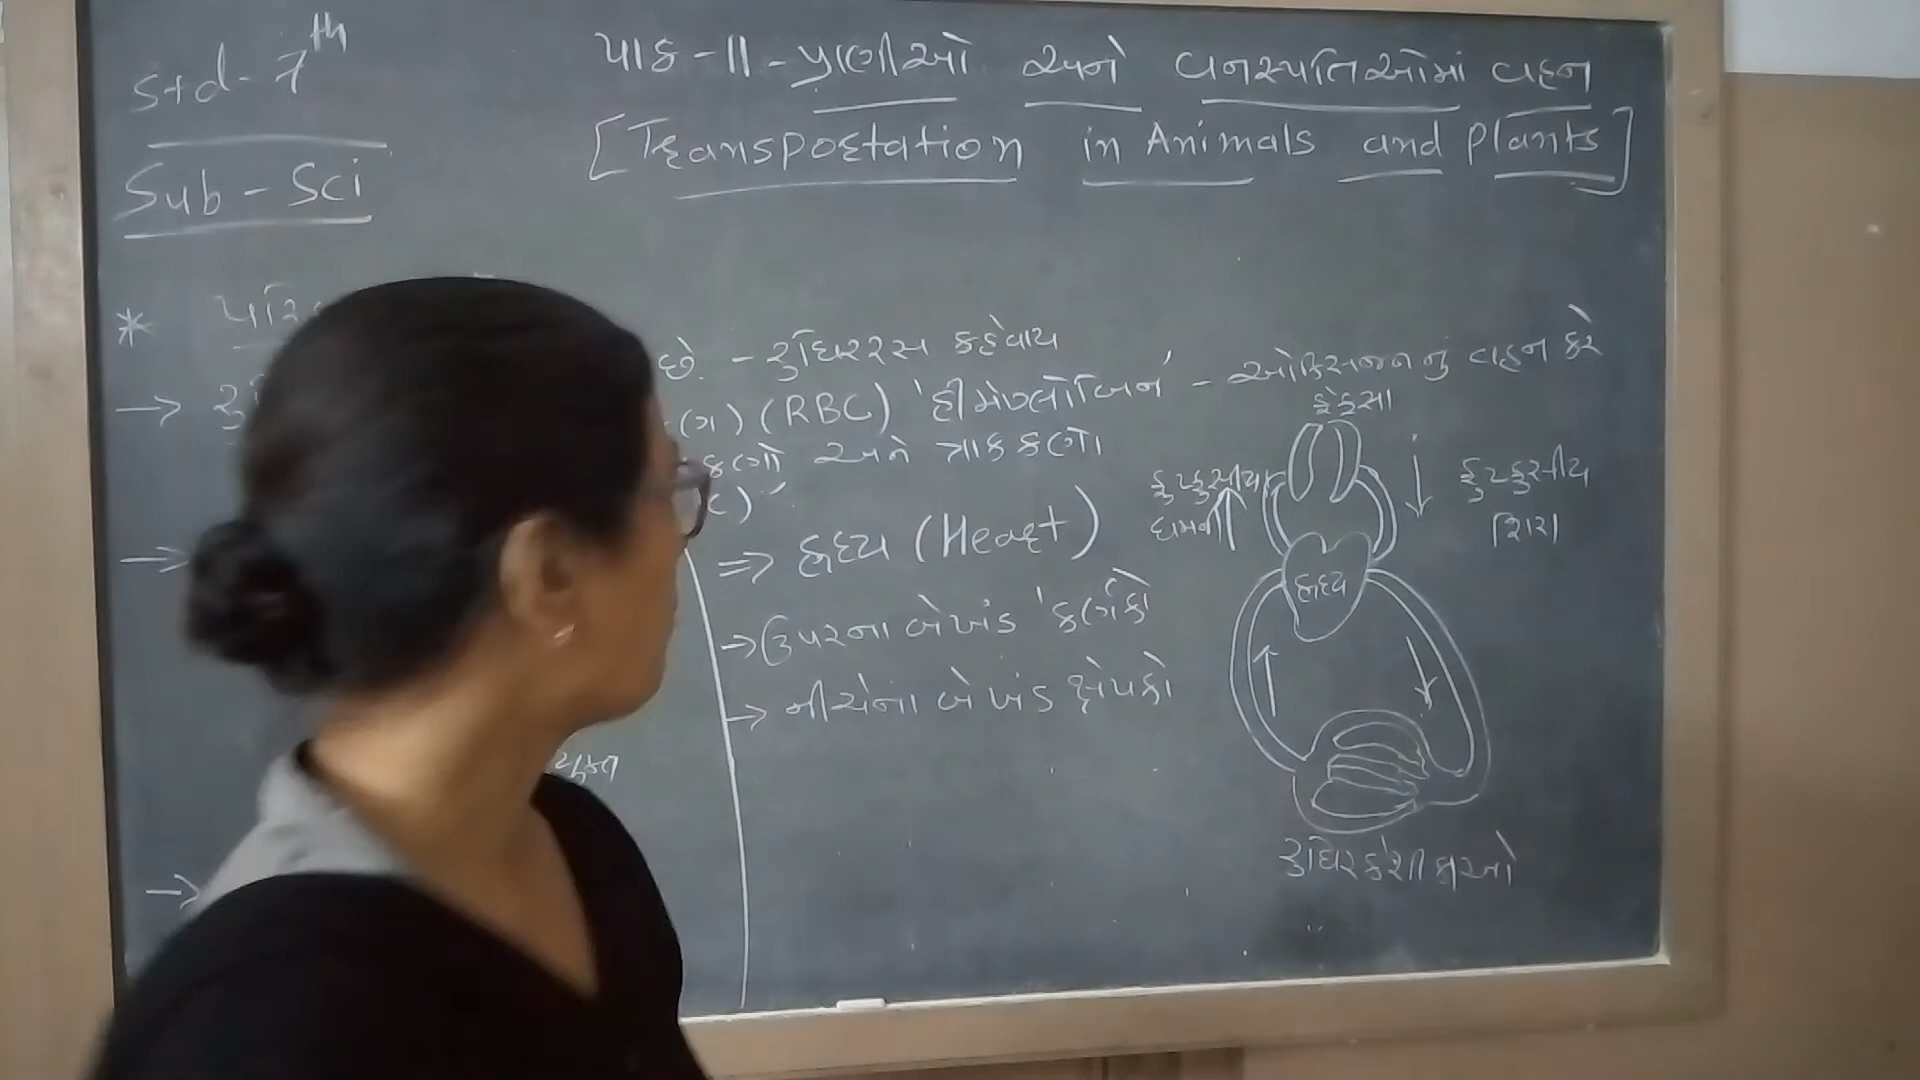 std-7th
Sub-Sci
પાઠ-11-પ્રાણીઓ અને વનસ્પતિઓમાં વહન
[Transportation in Animals and Plants]
*
→ છે. - રુધિરરસ કહેવાય
(RBC) 'હીમોગ્લોબિન' - ઓક્સિજનનું વહન કરે
કણો અને ત્રાકકણો
→
=> હૃદય (Heart)
→ ઉપરના બે ખંડ 'કર્ણકો
→ નીચેના બે ખંડ ક્ષેપકો
→
ફેફસા
ફુપ્ફુસીય
ધમની
ફુપ્ફુસીય
શિરા
હૃદય
રુધિરકેશીકાઓ